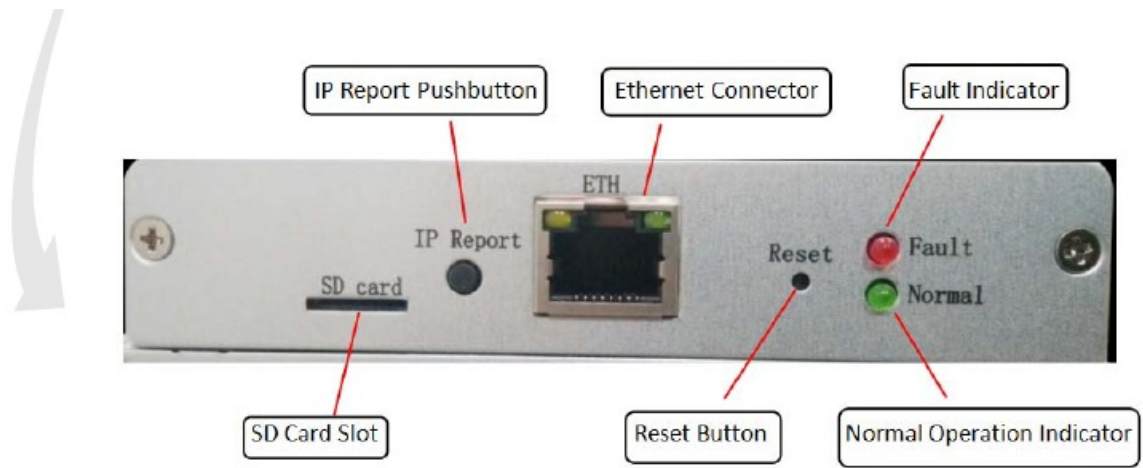 IP Report Pushbutton
Ethernet Connector
Fault Indicator
ETH
IP Report
Reset
Fault
SD card
Normal
SD Card Slot
Reset Button
Normal Operation Indicator